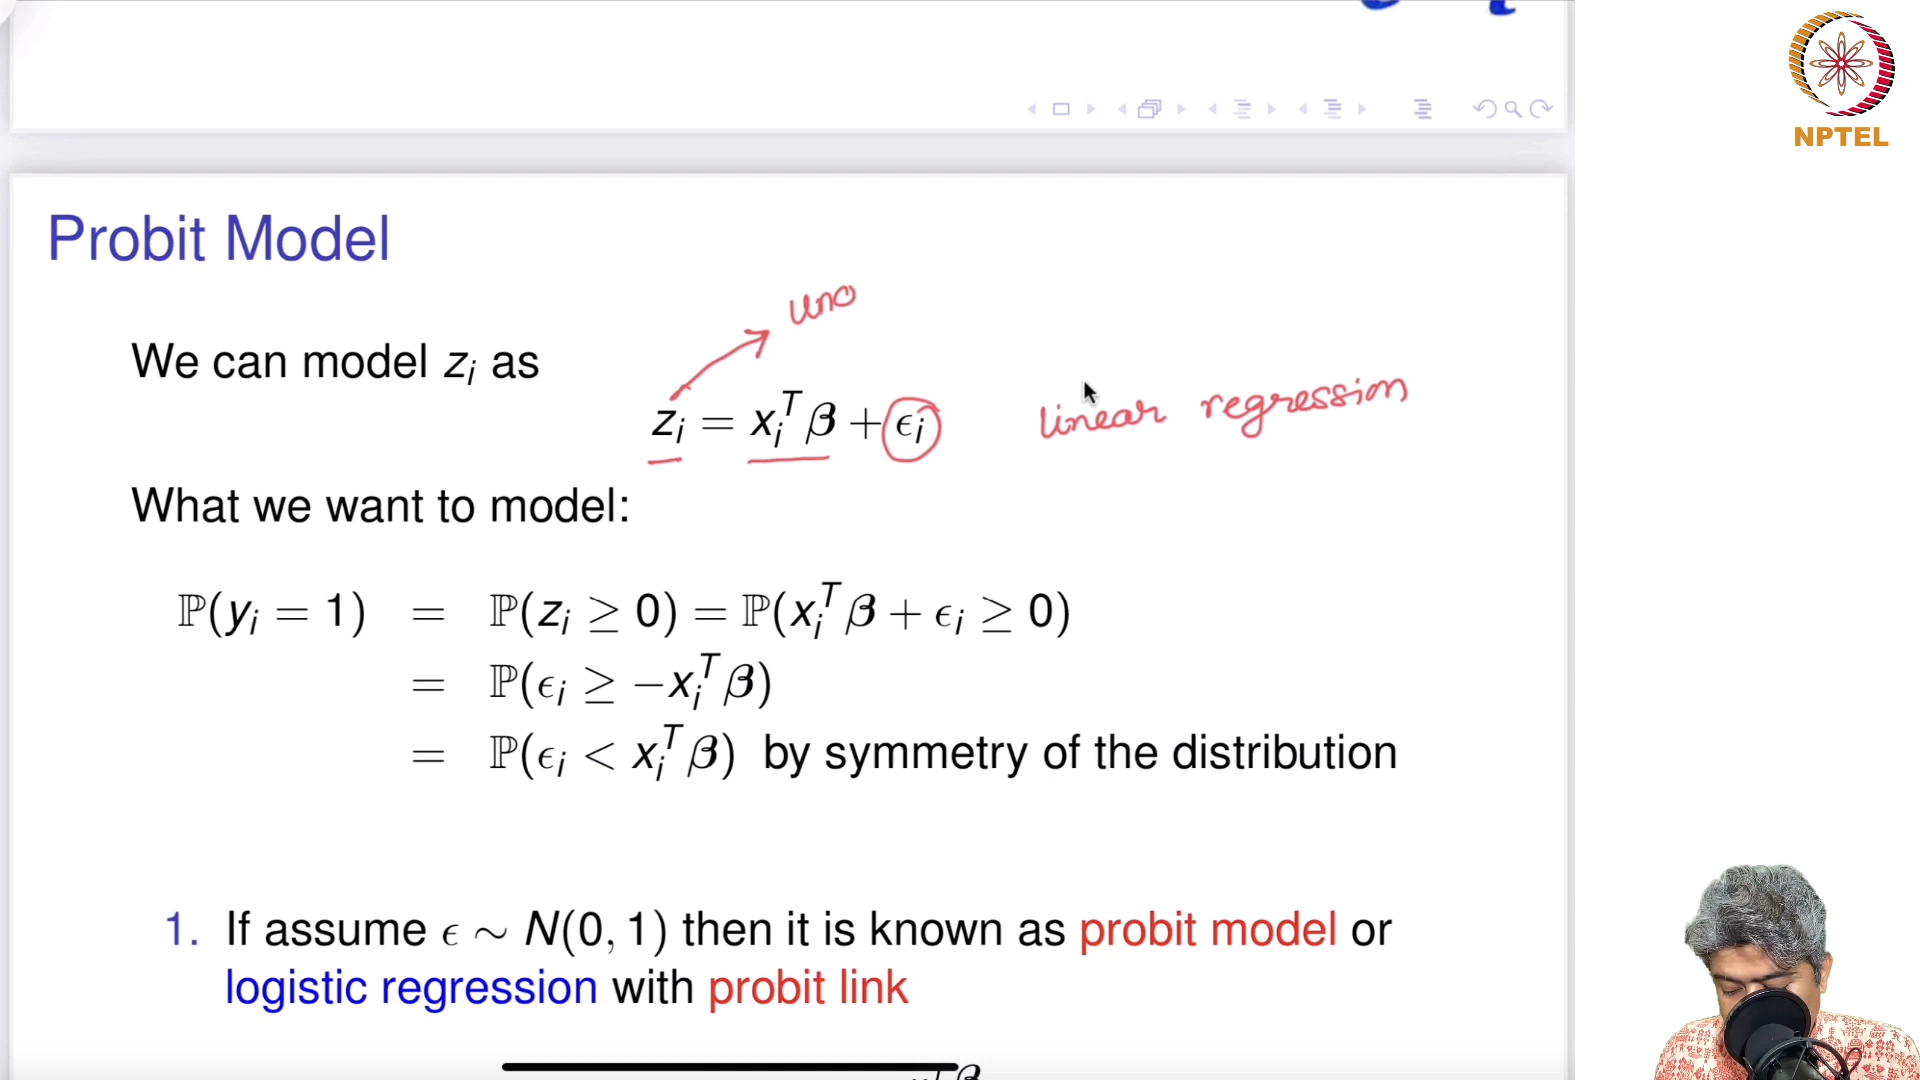 NPTEL
Probit Model
uno
We can model zᵢ as
zᵢ = xᵢᵀβ + ϵᵢ linear regression
What we want to model:
ℙ(yᵢ = 1) = ℙ(zᵢ ≥ 0) = ℙ(xᵢᵀβ + ϵᵢ ≥ 0)
= ℙ(ϵᵢ ≥ −xᵢᵀβ)
= ℙ(ϵᵢ < xᵢᵀβ) by symmetry of the distribution
1. If assume ϵ ∼ N(0, 1) then it is known as probit model or
logistic regression with probit link